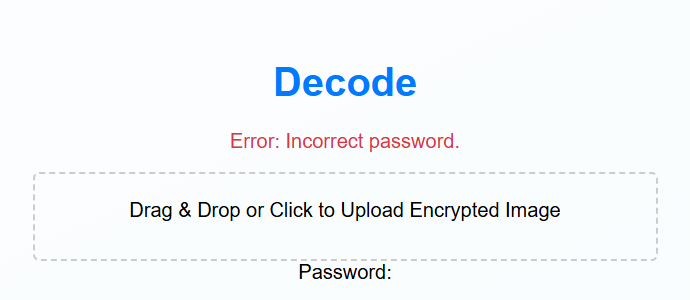 Decode
Error: Incorrect password.
Drag & Drop or Click to Upload Encrypted Image
Password: